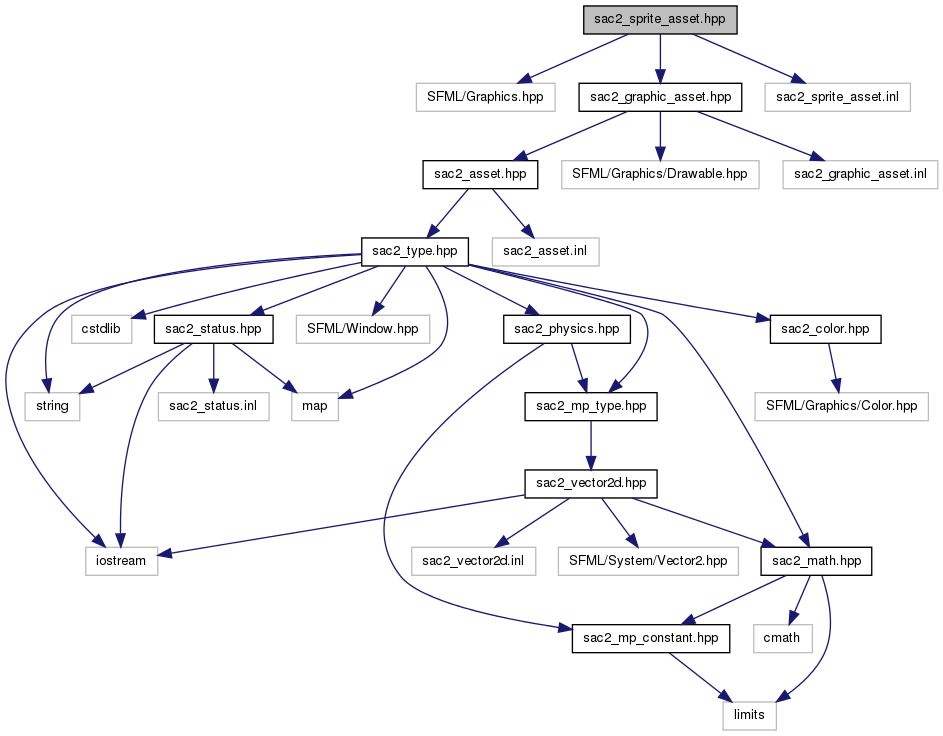 sac2_sprite_asset.hpp
SFML/Graphics.hpp
sac2_graphic_asset.hpp
sac2_sprite_asset.inl
sac2_asset.hpp
SFML/Graphics/Drawable.hpp
sac2_graphic_asset.inl
sac2_type.hpp
sac2_asset.inl
cstdlib
sac2_status.hpp
SFML/Window.hpp
sac2_physics.hpp
sac2_color.hpp
string
sac2_status.inl
map
sac2_mp_type.hpp
SFML/Graphics/Color.hpp
sac2_vector2d.hpp
iostream
sac2_vector2d.inl
SFML/System/Vector2.hpp
sac2_math.hpp
sac2_mp_constant.hpp
cmath
limits